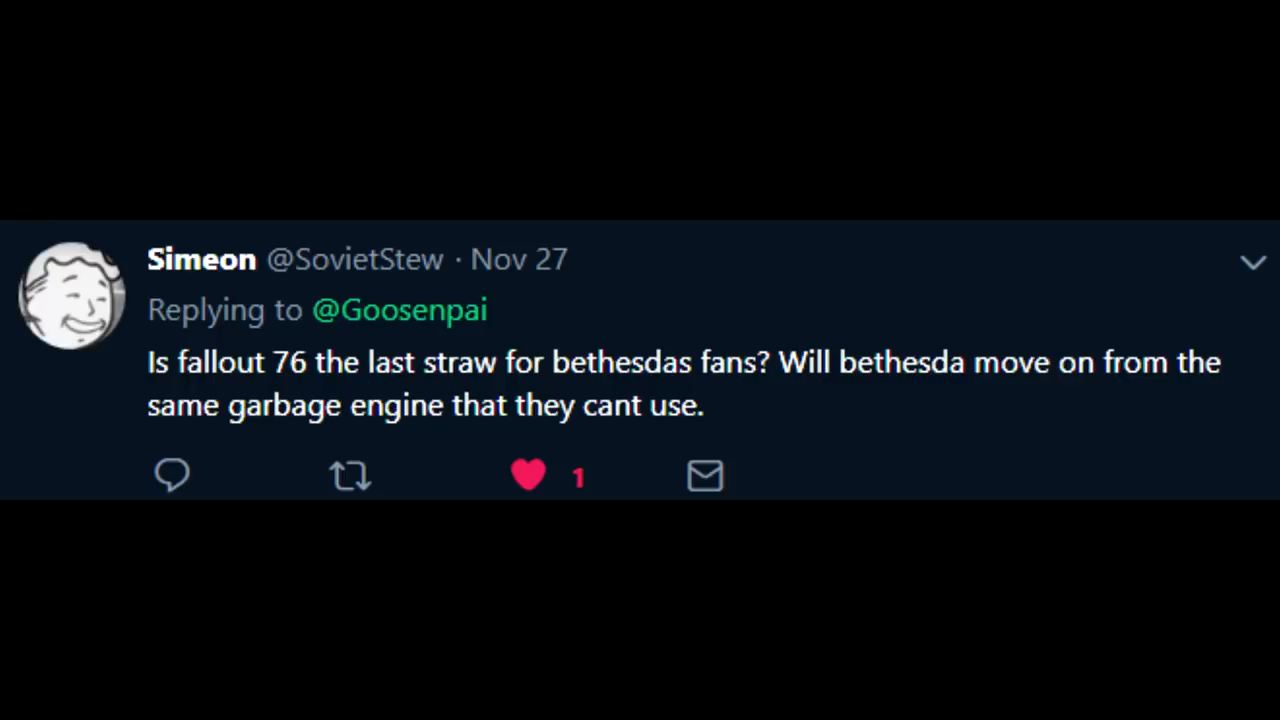 Simeon @SovietStew · Nov 27
Replying to @Goosenpai
Is fallout 76 the last straw for bethesdas fans? Will bethesda move on from the
same garbage engine that they cant use.
1